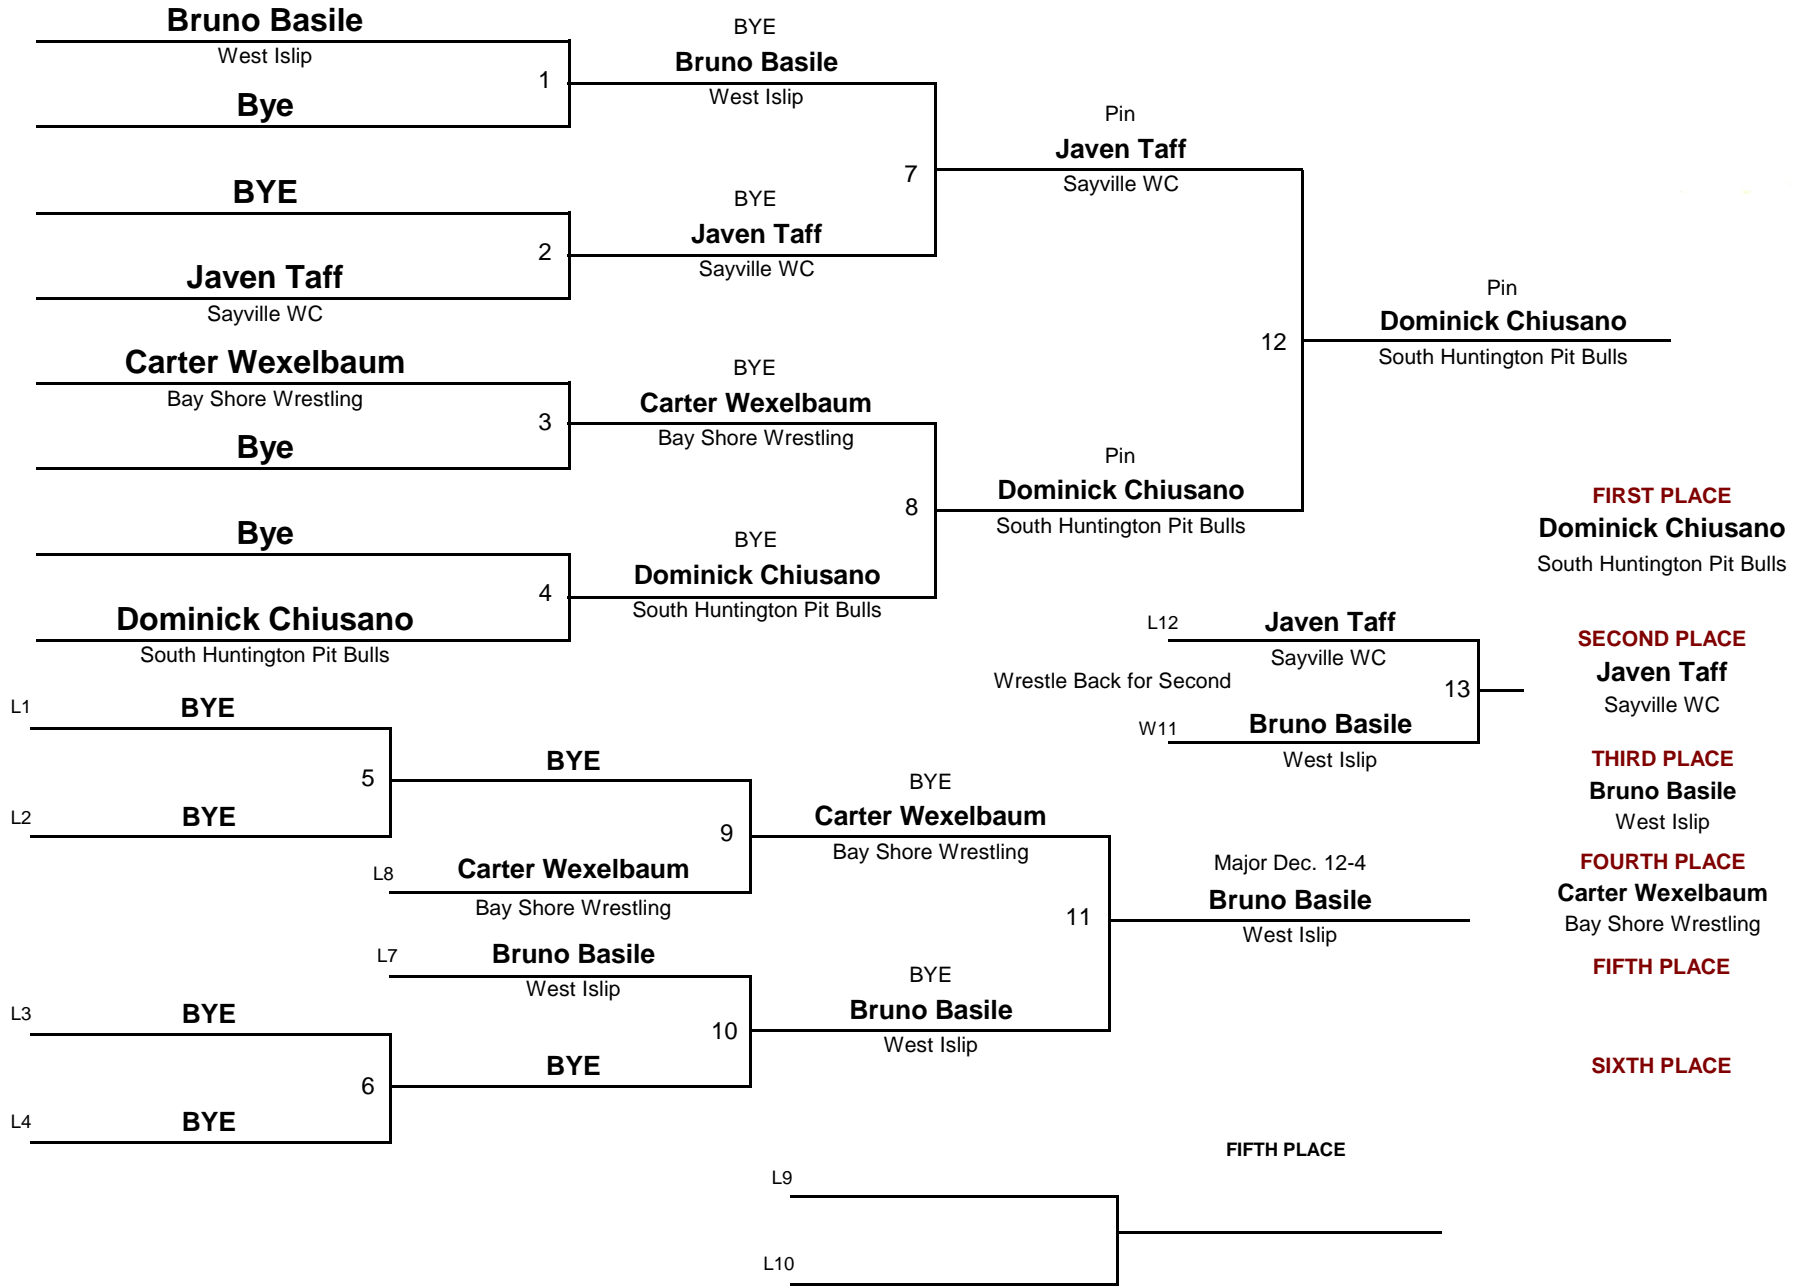 Bruno Basile
West Islip
1
Bye
BYE
Bruno Basile
West Islip
BYE
2
Javen Taff
Sayville WC
BYE
Javen Taff
Sayville WC
7
Pin
Javen Taff
Sayville WC
Carter Wexelbaum
Bay Shore Wrestling
3
Bye
BYE
Carter Wexelbaum
Bay Shore Wrestling
Bye
4
Dominick Chiusano
South Huntington Pit Bulls
BYE
Dominick Chiusano
South Huntington Pit Bulls
8
Pin
Dominick Chiusano
South Huntington Pit Bulls
12
Pin
Dominick Chiusano
South Huntington Pit Bulls
FIRST PLACE
Dominick Chiusano
South Huntington Pit Bulls
L12
Javen Taff
Sayville WC
Wrestle Back for Second
13
W11
Bruno Basile
West Islip
SECOND PLACE
Javen Taff
Sayville WC
THIRD PLACE
Bruno Basile
West Islip
FOURTH PLACE
Carter Wexelbaum
Bay Shore Wrestling
FIFTH PLACE
SIXTH PLACE
L1
BYE
5
L2
BYE
BYE
9
L8
Carter Wexelbaum
Bay Shore Wrestling
BYE
Carter Wexelbaum
Bay Shore Wrestling
L7
Bruno Basile
West Islip
10
L3
BYE
6
L4
BYE
BYE
BYE
Bruno Basile
West Islip
11
Major Dec. 12-4
Bruno Basile
West Islip
FIFTH PLACE
L9
L10